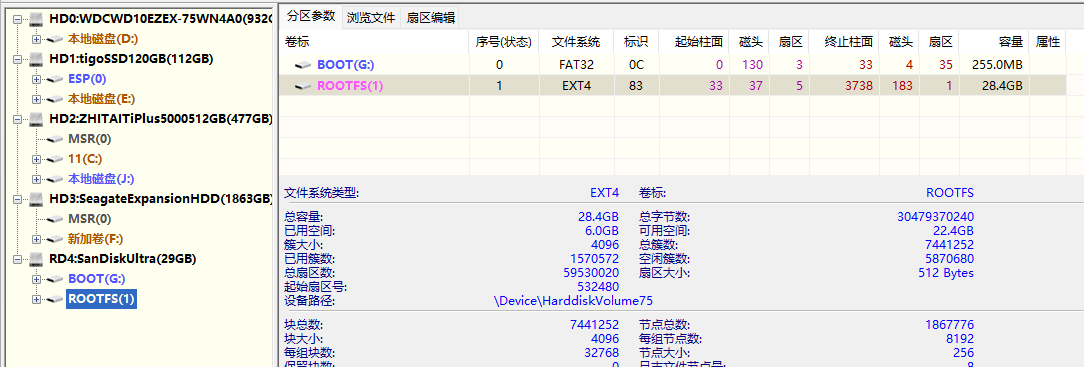 HD0:WDCWD10EZEX-75WN4A0(932G
本地磁盘(D:)
HD1:tigoSSD120GB(112GB)
ESP(0)
本地磁盘(E:)
HD2:ZHITAITiPlus5000512GB(477GB)
MSR(0)
11(C:)
本地磁盘(J:)
HD3:SeagateExpansionHDD(1863GB)
MSR(0)
新加卷(F:)
RD4:SanDiskUltra(29GB)
BOOT(G:)
ROOTFS(1)
分区参数 浏览文件 扇区编辑
卷标 序号(状态) 文件系统 标识 起始柱面 磁头 扇区 终止柱面 磁头 扇区 容量 属性
BOOT(G:) 0 FAT32 0C 0 130 3 33 4 35 255.0MB
ROOTFS(1) 1 EXT4 83 33 37 5 3738 183 1 28.4GB
文件系统类型: EXT4 卷标: ROOTFS
总容量: 28.4GB 总字节数: 30479370240
已用空间: 6.0GB 可用空间: 22.4GB
簇大小: 4096 总簇数: 7441252
已用簇数: 1570572 空闲簇数: 5870680
总扇区数: 59530020 扇区大小: 512 Bytes
起始扇区号: 532480
设备路径: \Device\HarddiskVolume75
块总数: 7441252 节点总数: 1867776
块大小: 4096 每组节点数: 8192
每组块数: 32768 节点大小: 256
保留块数: 0 日志文件节点号: 8